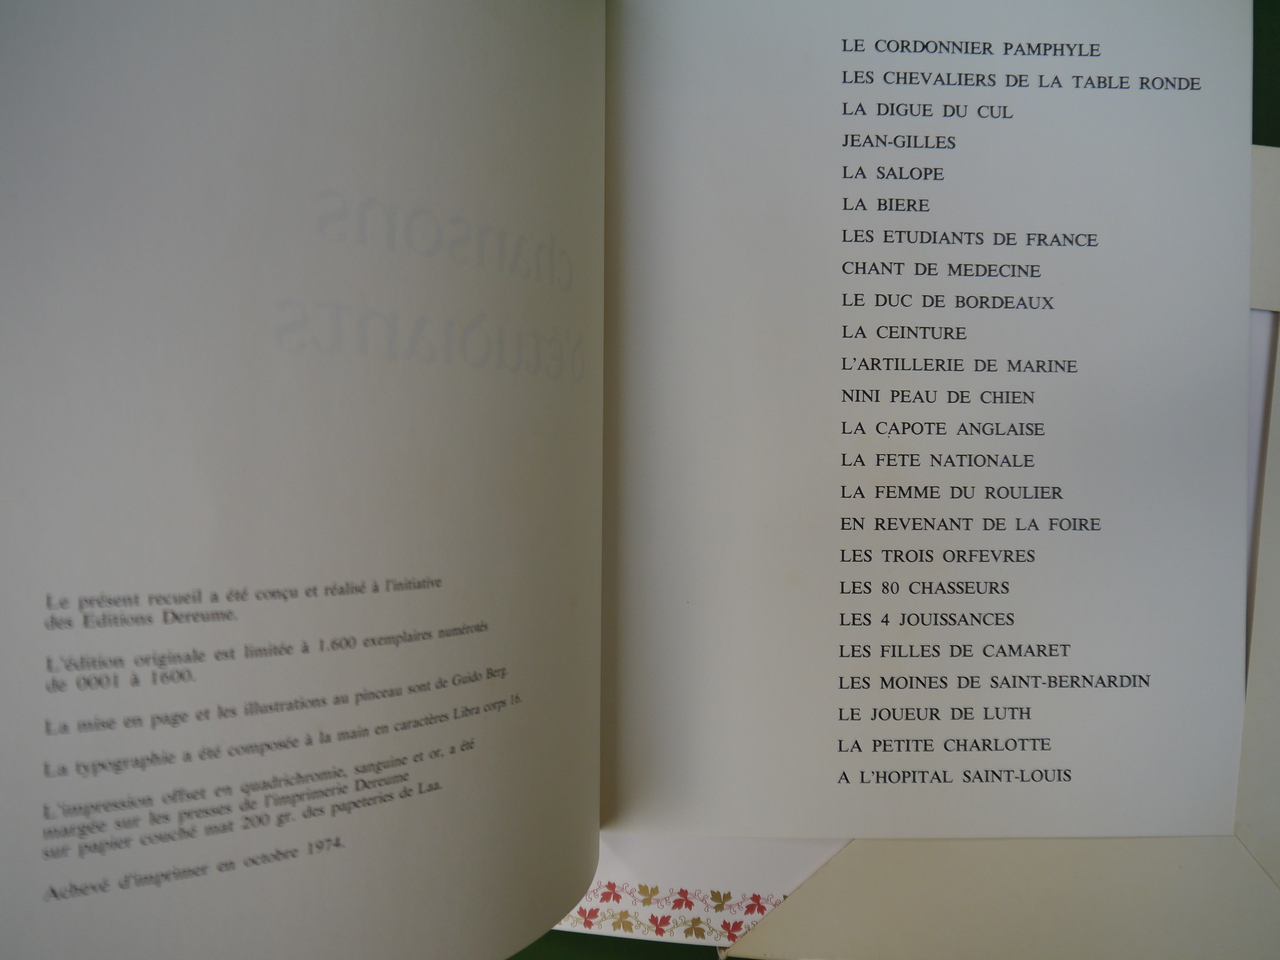 chansons
d'étudiants
Le présent recueil a été conçu et réalisé à l'initiative
des Editions Dereume.
L'édition originale est limitée à 1.600 exemplaires numérotés
de 0001 à 1600.
La mise en page et les illustrations au pinceau sont de Guido Berg.
La typographie a été composée à la main en caractères Libra corps 16.
L'impression offset en quadrichromie, sanguine et or, a été
margée sur les presses de l'imprimerie Dereume
sur papier couché mat 200 gr. des papeteries de Laa.
Achevé d'imprimer en octobre 1974.
LE CORDONNIER PAMPHYLE
LES CHEVALIERS DE LA TABLE RONDE
LA DIGUE DU CUL
JEAN-GILLES
LA SALOPE
LA BIERE
LES ETUDIANTS DE FRANCE
CHANT DE MEDECINE
LE DUC DE BORDEAUX
LA CEINTURE
L'ARTILLERIE DE MARINE
NINI PEAU DE CHIEN
LA CAPOTE ANGLAISE
LA FETE NATIONALE
LA FEMME DU ROULIER
EN REVENANT DE LA FOIRE
LES TROIS ORFEVRES
LES 80 CHASSEURS
LES 4 JOUISSANCES
LES FILLES DE CAMARET
LES MOINES DE SAINT-BERNARDIN
LE JOUEUR DE LUTH
LA PETITE CHARLOTTE
A L'HOPITAL SAINT-LOUIS